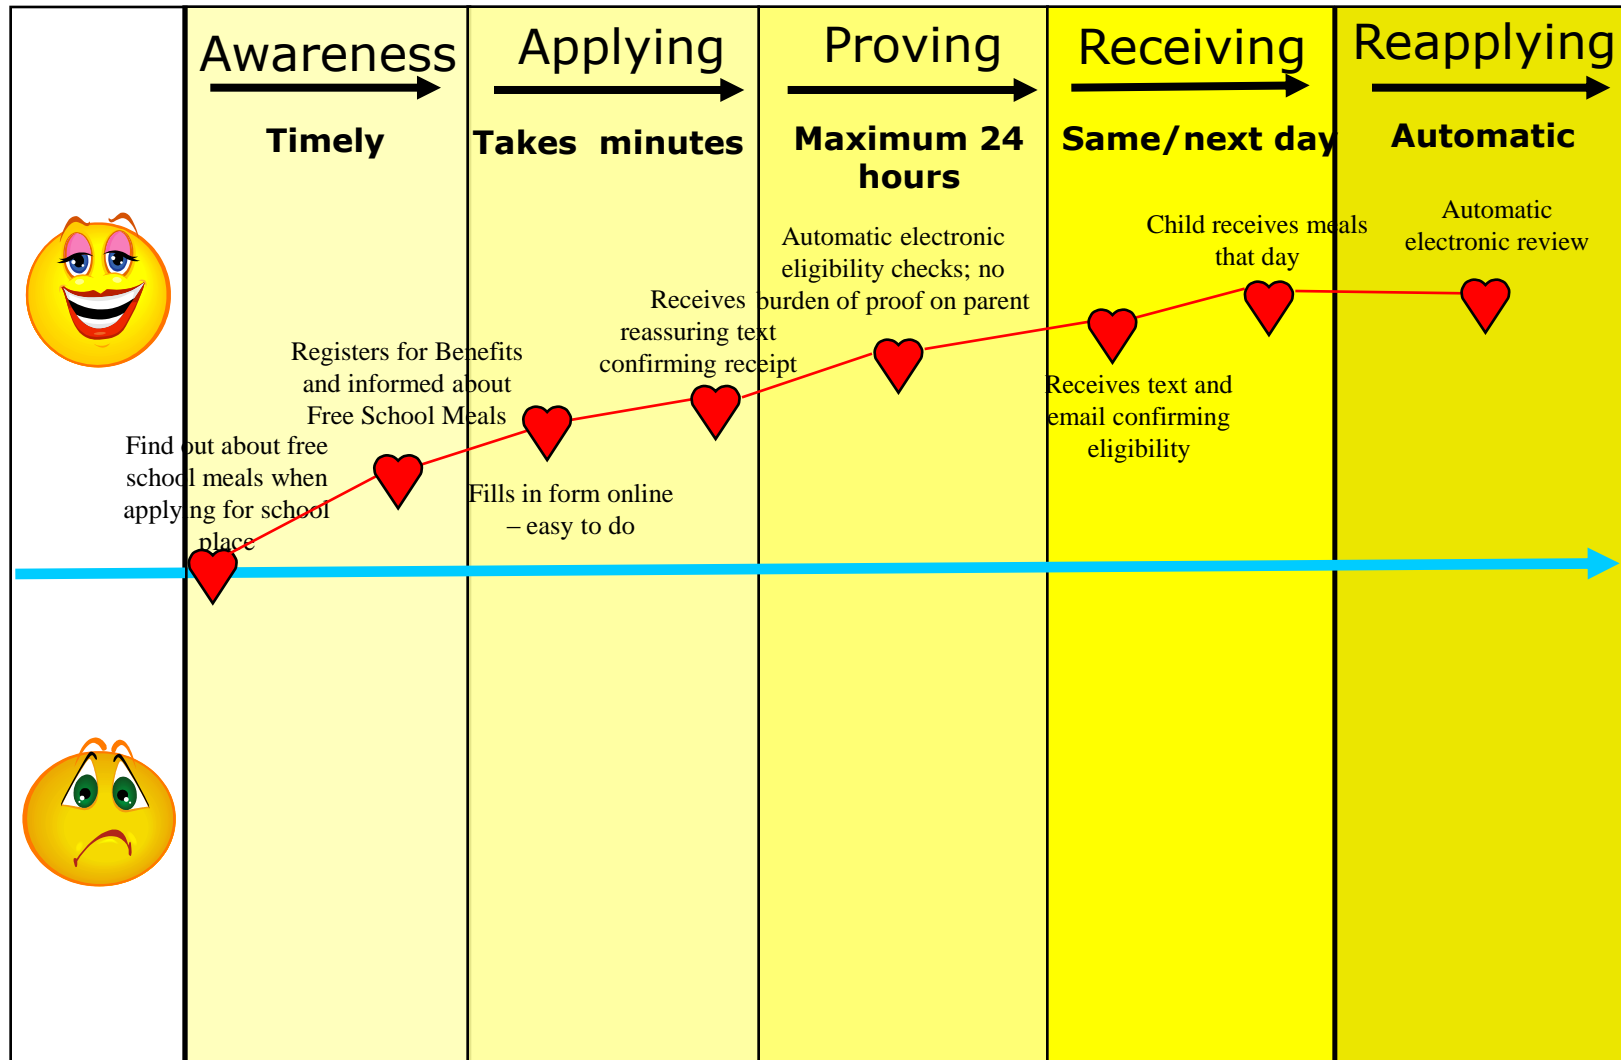 Awareness
Applying
Proving
Receiving
Reapplying
Timely
Takes minutes
Maximum 24
hours
Same/next day
Automatic
Find out about free
school meals when
applying for school
place
Registers for Benefits
and informed about
Free School Meals
Fills in form online
– easy to do
Receives
reassuring text
confirming receipt
Automatic electronic
eligibility checks; no
burden of proof on parent
Receives text and
email confirming
eligibility
Child receives meals
that day
Automatic
electronic review